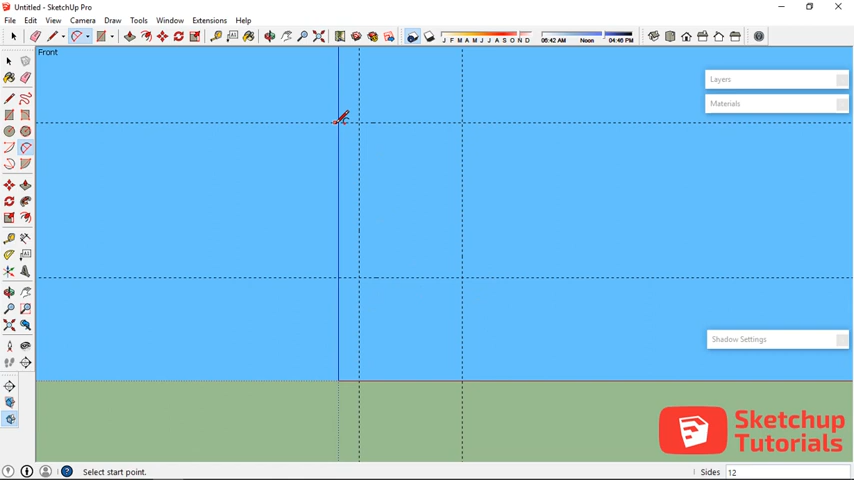 Untitled - SketchUp Pro
File Edit View Camera Draw Tools Window Extensions Help
J F M A M J J A S O N D 06:42 AM Noon 04:46 PM
Front
Layers
Materials
Shadow Settings
Sketchup
Tutorials
Select start point.
Sides 12